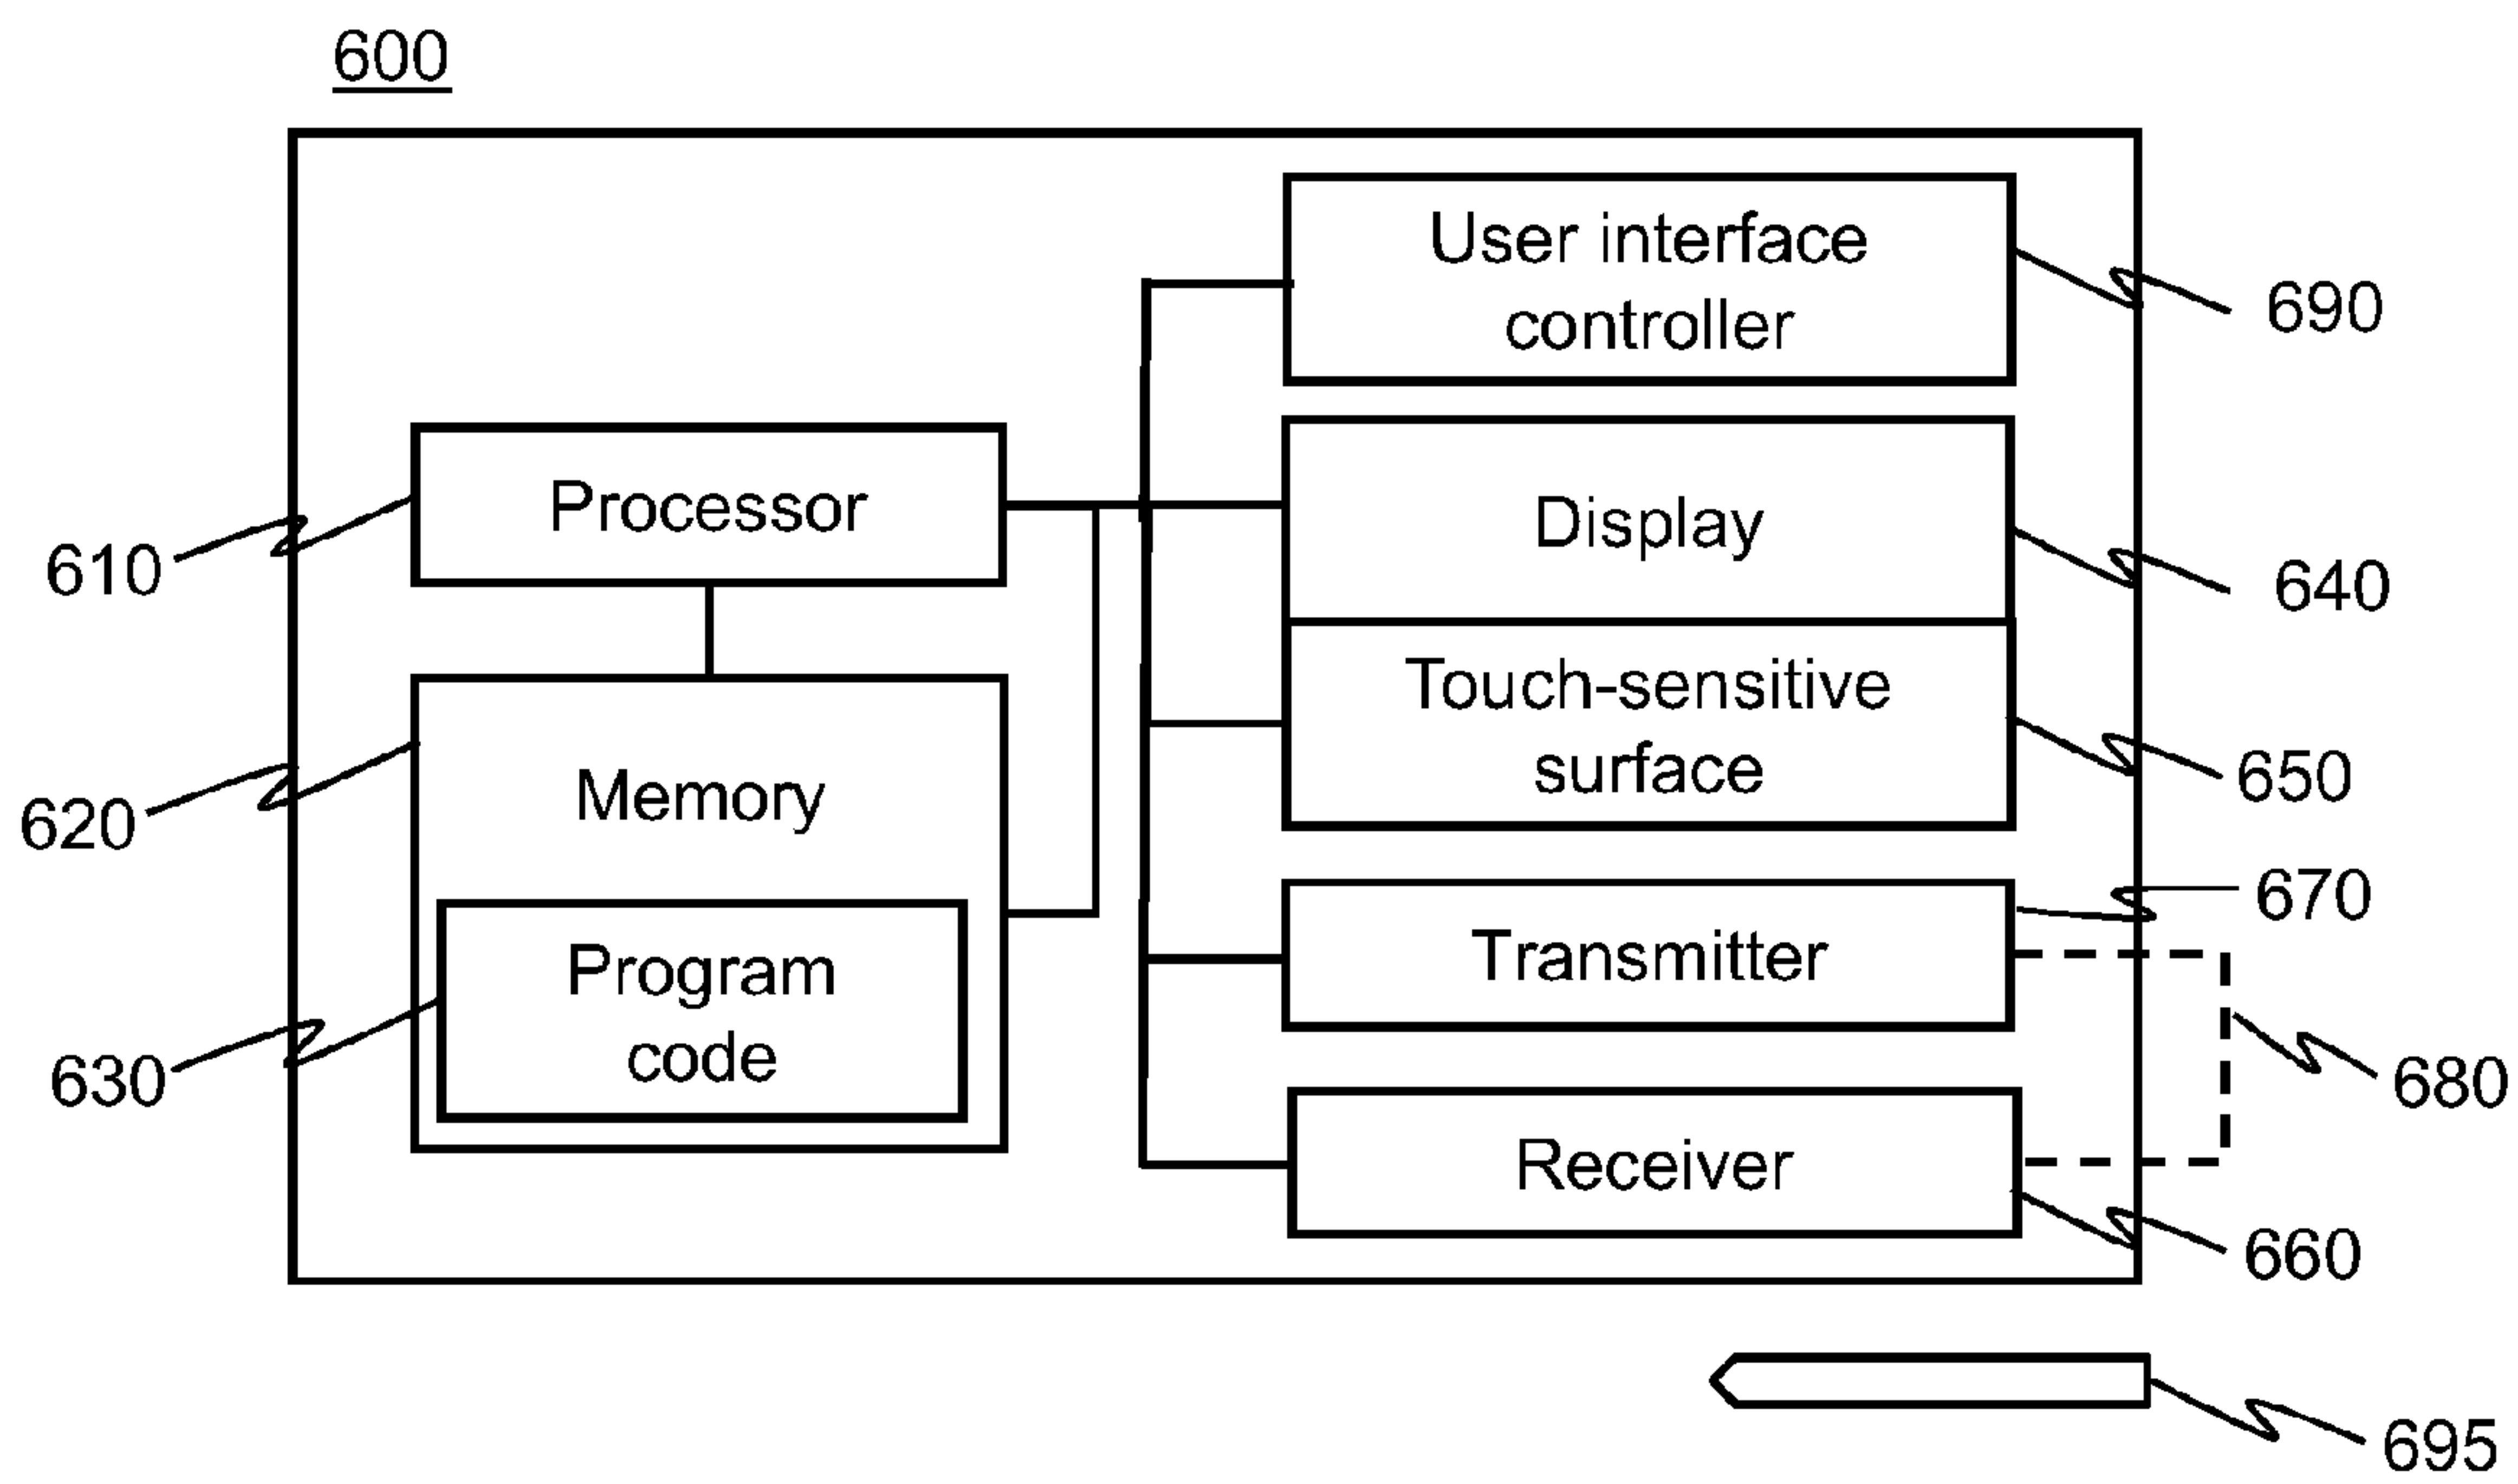 600
User interface
controller
690
Processor
Display
610
640
Touch-sensitive
surface
650
Memory
620
670
Transmitter
Program
code
630
680
Receiver
660
695